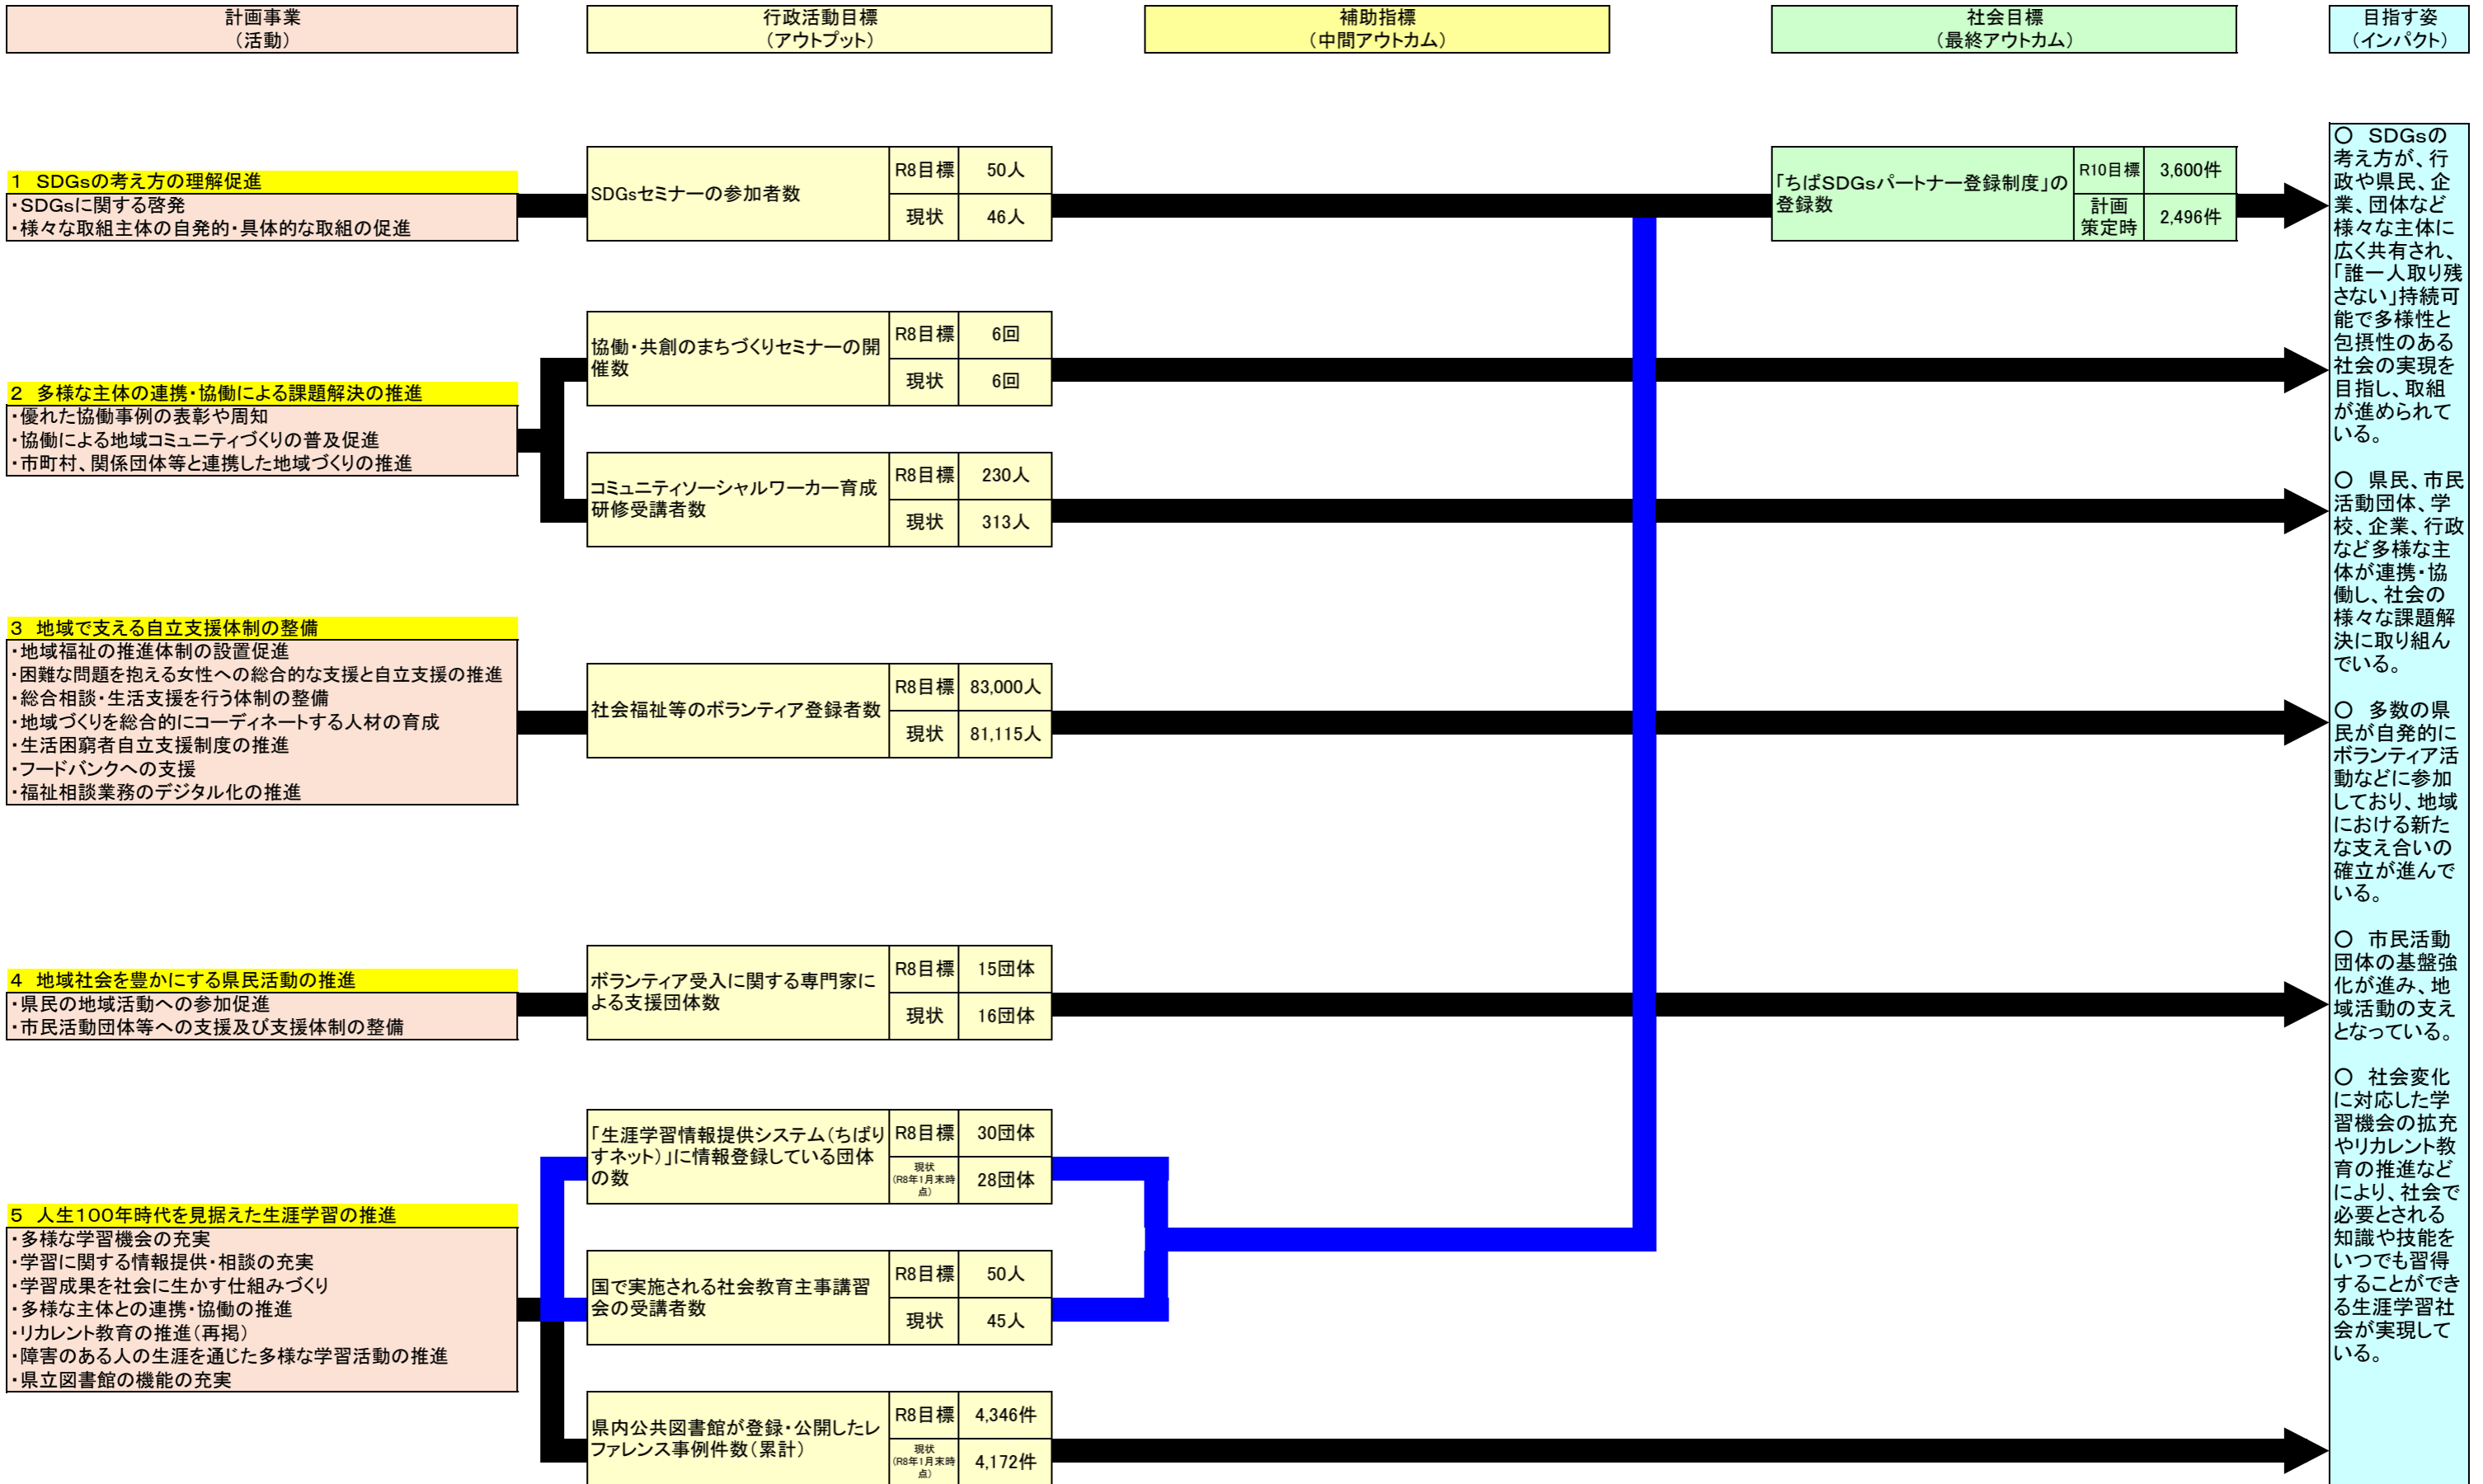 計画事業
（活動）
行政活動目標
（アウトプット）
補助指標
（中間アウトカム）
社会目標
（最終アウトカム）
目指す姿
（インパクト）
1　SDGsの考え方の理解促進
・SDGsに関する啓発
・様々な取組主体の自発的・具体的な取組の促進
SDGsセミナーの参加者数
R8目標
50人
現状
46人
「ちばSDGsパートナー登録制度」の
登録数
R10目標
3,600件
計画
策定時
2,496件
2　多様な主体の連携・協働による課題解決の推進
・優れた協働事例の表彰や周知
・協働による地域コミュニティづくりの普及促進
・市町村、関係団体等と連携した地域づくりの推進
協働・共創のまちづくりセミナーの開
催数
R8目標
6回
現状
6回
コミュニティソーシャルワーカー育成
研修受講者数
R8目標
230人
現状
313人
3　地域で支える自立支援体制の整備
・地域福祉の推進体制の設置促進
・困難な問題を抱える女性への総合的な支援と自立支援の推進
・総合相談・生活支援を行う体制の整備
・地域づくりを総合的にコーディネートする人材の育成
・生活困窮者自立支援制度の推進
・フードバンクへの支援
・福祉相談業務のデジタル化の推進
社会福祉等のボランティア登録者数
R8目標
83,000人
現状
81,115人
4　地域社会を豊かにする県民活動の推進
・県民の地域活動への参加促進
・市民活動団体等への支援及び支援体制の整備
ボランティア受入に関する専門家に
よる支援団体数
R8目標
15団体
現状
16団体
5　人生100年時代を見据えた生涯学習の推進
・多様な学習機会の充実
・学習に関する情報提供・相談の充実
・学習成果を社会に生かす仕組みづくり
・多様な主体との連携・協働の推進
・リカレント教育の推進（再掲）
・障害のある人の生涯を通じた多様な学習活動の推進
・県立図書館の機能の充実
「生涯学習情報提供システム（ちばり
すネット）」に情報登録している団体
の数
R8目標
30団体
現状
（R8年1月末時
点）
28団体
国で実施される社会教育主事講習
会の受講者数
R8目標
50人
現状
45人
県内公共図書館が登録・公開したレ
ファレンス事例件数（累計）
R8目標
4,346件
現状
（R8年1月末時
点）
4,172件
○　SDGsの
考え方が、行
政や県民、企
業、団体など
様々な主体に
広く共有され、
「誰一人取り残
さない」持続可
能で多様性と
包摂性のある
社会の実現を
目指し、取組
が進められて
いる。
○　県民、市民
活動団体、学
校、企業、行政
など多様な主
体が連携・協
働し、社会の
様々な課題解
決に取り組ん
でいる。
○　多数の県
民が自発的に
ボランティア活
動などに参加
しており、地域
における新た
な支え合いの
確立が進んで
いる。
○　市民活動
団体の基盤強
化が進み、地
域活動の支え
となっている。
○　社会変化
に対応した学
習機会の拡充
やリカレント教
育の推進など
により、社会で
必要とされる
知識や技能を
いつでも習得
することができ
る生涯学習社
会が実現して
いる。